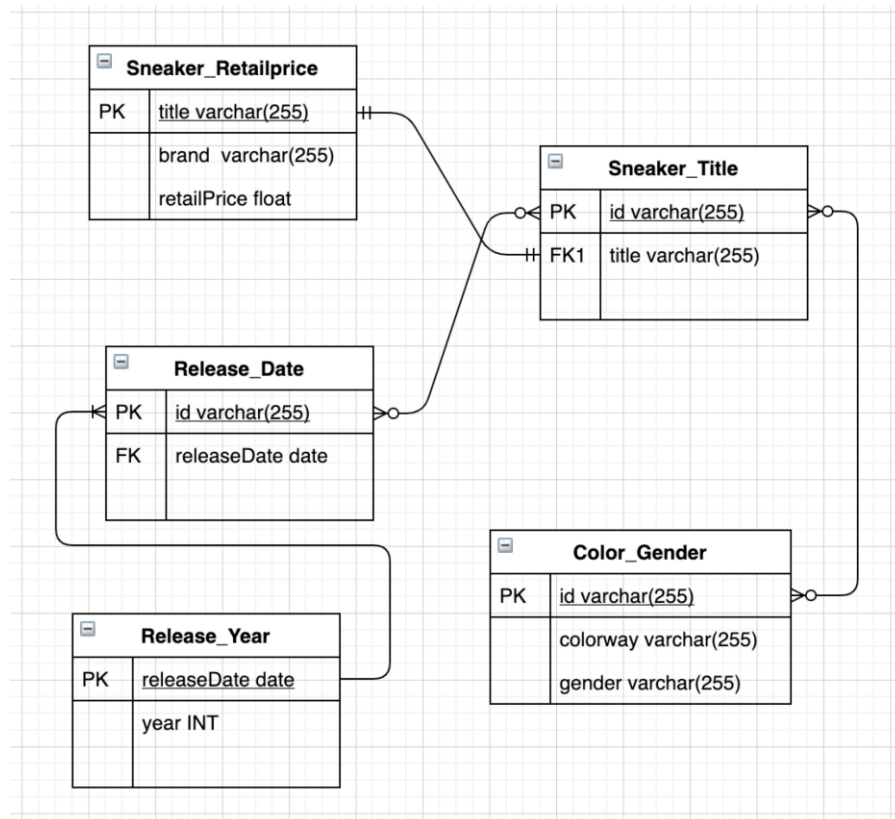 Sneaker_Retailprice
PK title varchar(255)
brand varchar(255)
retailPrice float
Sneaker_Title
PK id varchar(255)
FK1 title varchar(255)
Release_Date
PK id varchar(255)
FK releaseDate date
Color_Gender
PK id varchar(255)
colorway varchar(255)
gender varchar(255)
Release_Year
PK releaseDate date
year INT